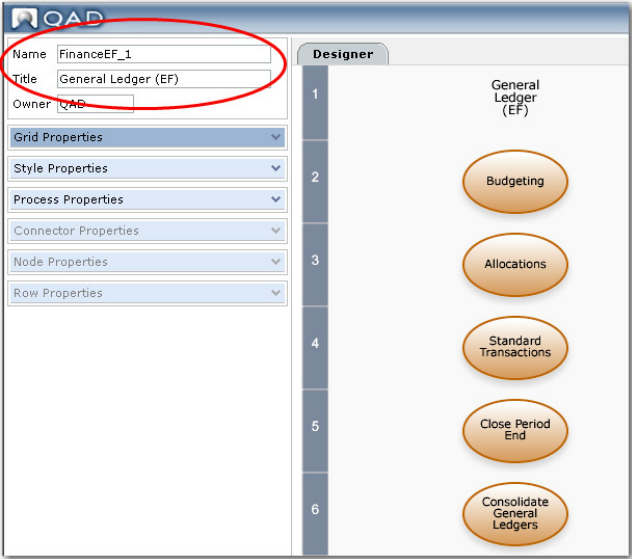 QAD
Name FinanceEF_1
Title General Ledger (EF)
Owner QAD
Grid Properties
Style Properties
Process Properties
Connector Properties
Node Properties
Row Properties
Designer
1
General
Ledger
(EF)
2
Budgeting
3
Allocations
4
Standard
Transactions
5
Close Period
End
6
Consolidate
General
Ledgers